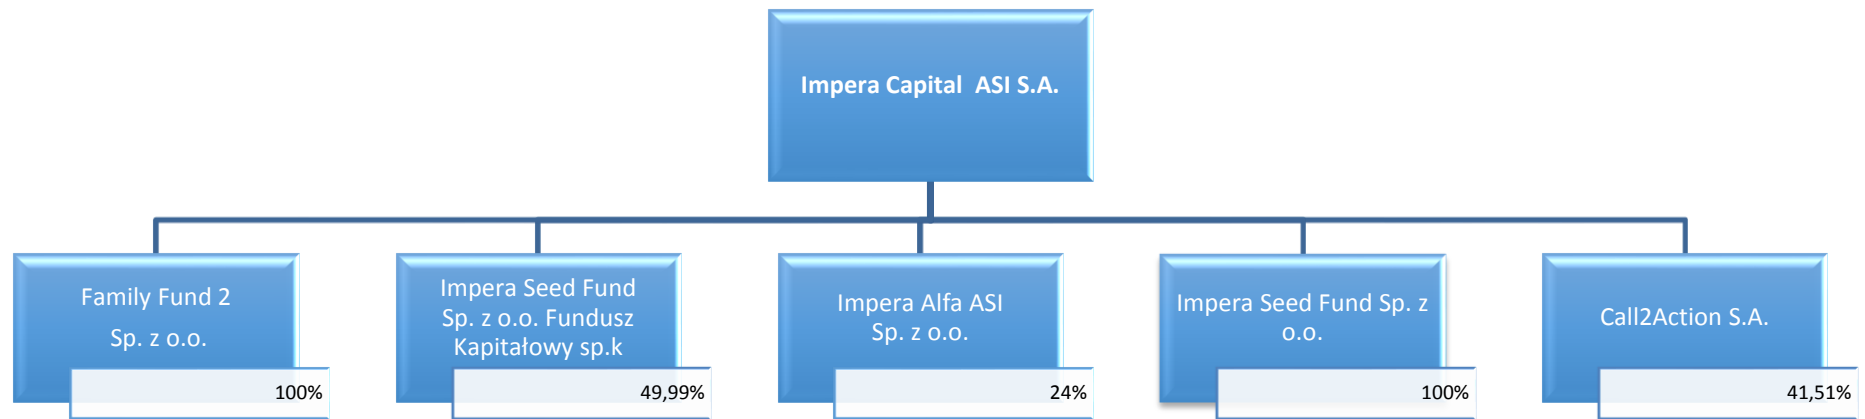 Impera Capital  ASI S.A.
Family Fund 2
Sp. z o.o.
100%
Impera Seed Fund
Sp. z o.o. Fundusz
Kapitałowy sp.k
49,99%
Impera Alfa ASI
Sp. z o.o.
24%
Impera Seed Fund Sp. z
o.o.
100%
Call2Action S.A.
41,51%